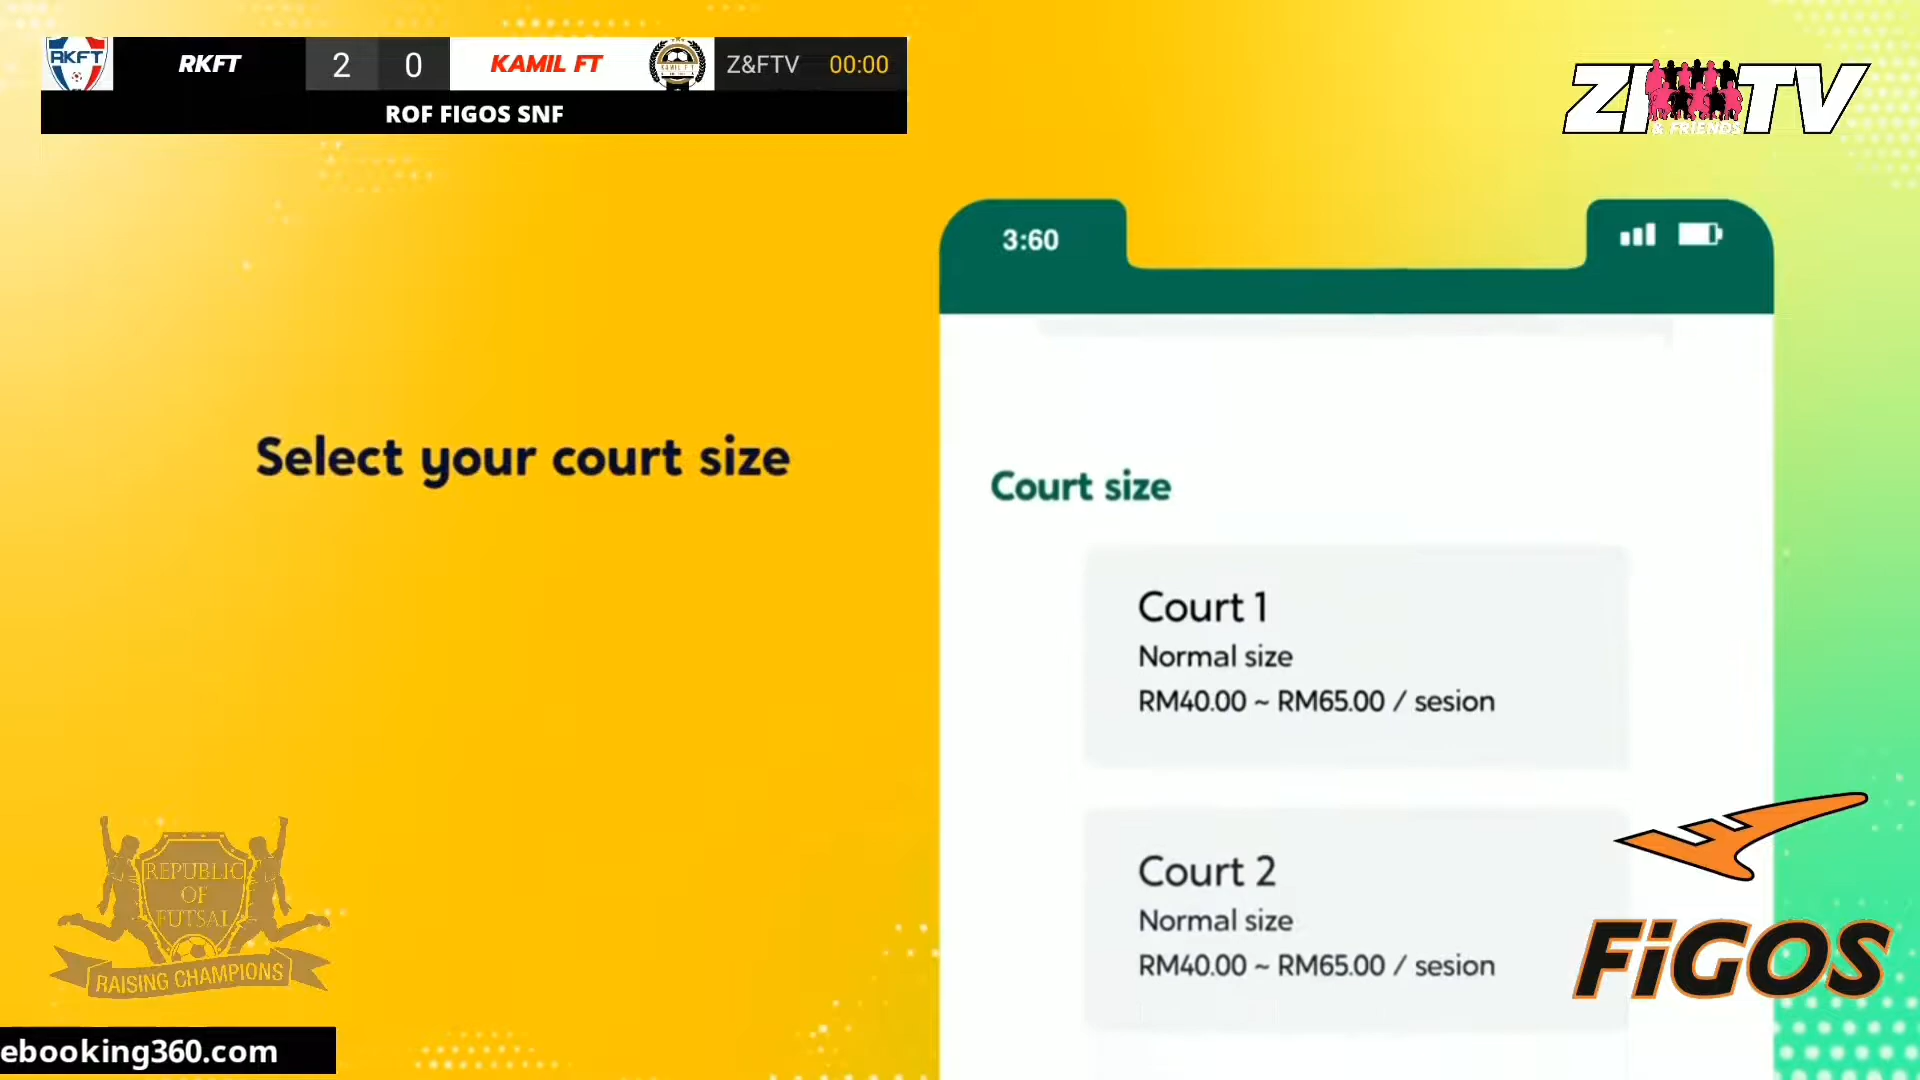 RKFT
RKFT 2 0 KAMIL FT
KAMIL FT
Z&FTV 00:00
ROF FIGOS SNF
Z TV
& FRIENDS
3:60
Select your court size
Court size
Court 1
Normal size
RM40.00 ~ RM65.00 / sesion
Court 2
Normal size
RM40.00 ~ RM65.00 / sesion
REPUBLIC
OF
FUTSAL
RAISING CHAMPIONS
FiGOS
ebooking360.com